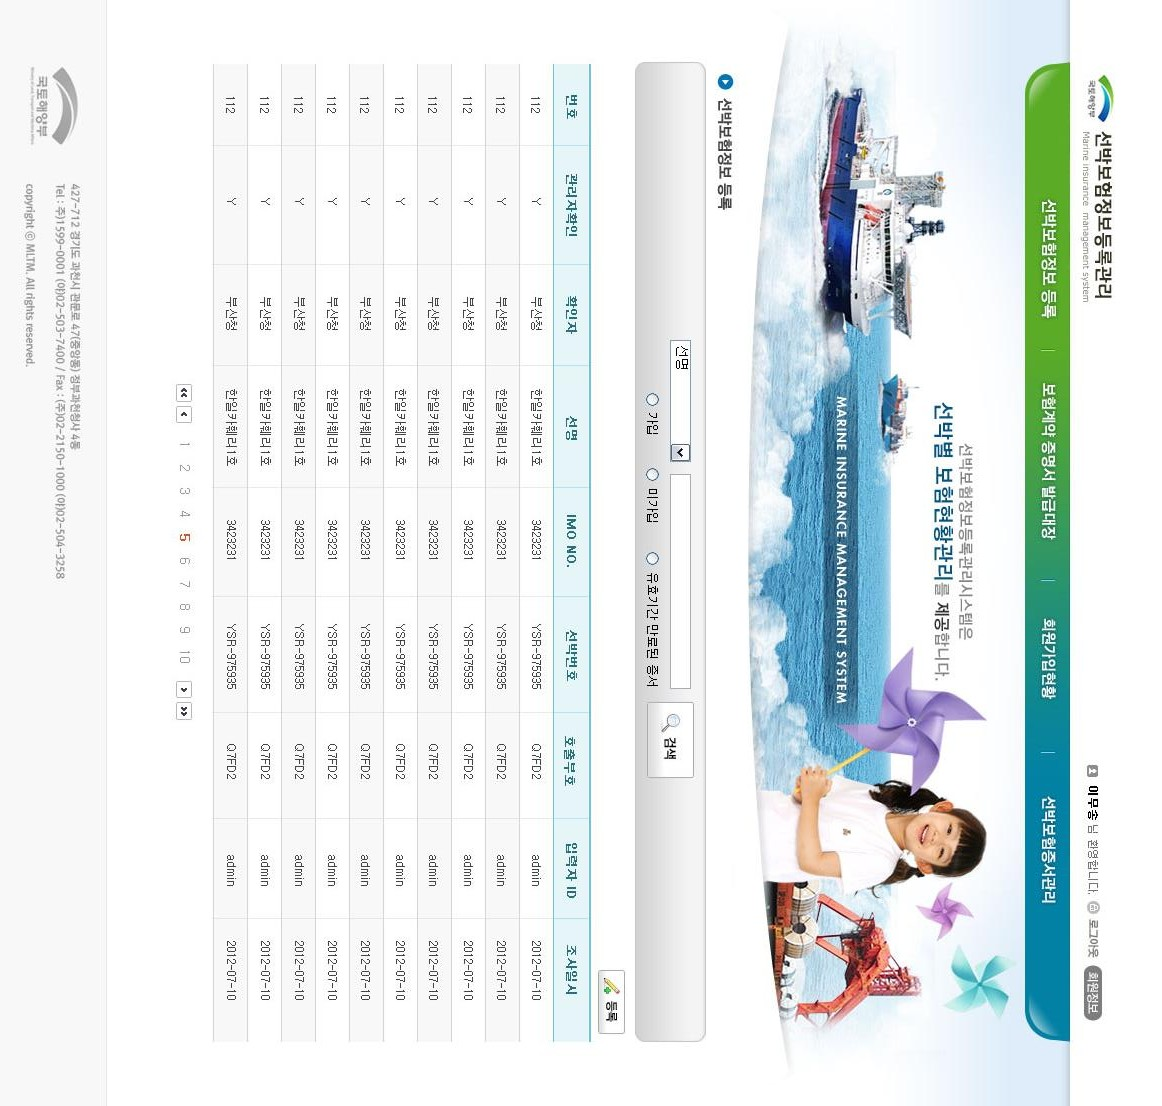 국토해양부
선박보험정보등록관리
Marine insurance management system
이무송 님 환영합니다. 로그아웃 회원정보
선박보험정보 등록 | 보험계약 증명서 발급대장 | 회원가입현황 | 선박보험증서관리
선박보험정보등록관리시스템은
선박별 보험현황관리를 제공합니다.
MARINE INSURANCE MANAGEMENT SYSTEM
선박보험정보 등록
선명 검색
가입 미가입 유효기간 만료된 증서
등록
번호 관리자확인 확인자 선명 IMO NO. 선박번호 호출부호 입력자 ID 조사일시
112 Y 부산청 한일카훼리1호 3423231 YSR-975935 Q7FD2 admin 2012-07-10
112 Y 부산청 한일카훼리1호 3423231 YSR-975935 Q7FD2 admin 2012-07-10
112 Y 부산청 한일카훼리1호 3423231 YSR-975935 Q7FD2 admin 2012-07-10
112 Y 부산청 한일카훼리1호 3423231 YSR-975935 Q7FD2 admin 2012-07-10
112 Y 부산청 한일카훼리1호 3423231 YSR-975935 Q7FD2 admin 2012-07-10
112 Y 부산청 한일카훼리1호 3423231 YSR-975935 Q7FD2 admin 2012-07-10
112 Y 부산청 한일카훼리1호 3423231 YSR-975935 Q7FD2 admin 2012-07-10
112 Y 부산청 한일카훼리1호 3423231 YSR-975935 Q7FD2 admin 2012-07-10
112 Y 부산청 한일카훼리1호 3423231 YSR-975935 Q7FD2 admin 2012-07-10
112 Y 부산청 한일카훼리1호 3423231 YSR-975935 Q7FD2 admin 2012-07-10
1 2 3 4 5 6 7 8 9 10
국토해양부
427-712 경기도 과천시 관문로 47(중앙동) 정부과천청사 4동
Tel : 주)1599-0001 (야)02-503-7400 / Fax : (주)02-2150-1000 (야)02-504-3258
copyright ⓒ MLTM. All rights reserved.